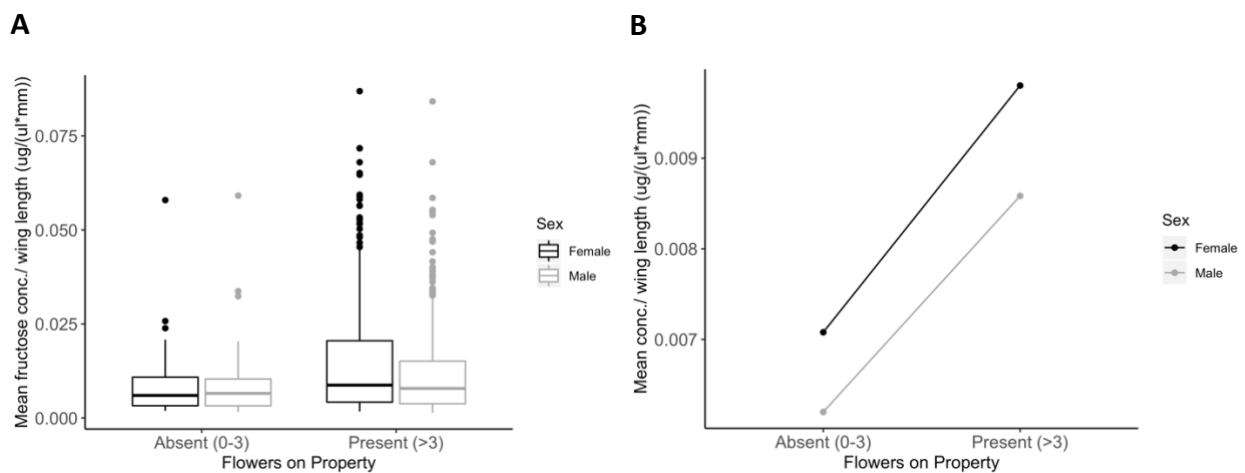 A
Mean fructose conc./ wing length (ug/(ul*mm))
0.075
0.050
0.025
0.000
Absent (0-3)
Present (>3)
Flowers on Property
Sex
Female
Male
B
Mean conc./ wing length (ug/(ul*mm))
0.009
0.008
0.007
Absent (0-3)
Present (>3)
Flowers on Property
Sex
Female
Male